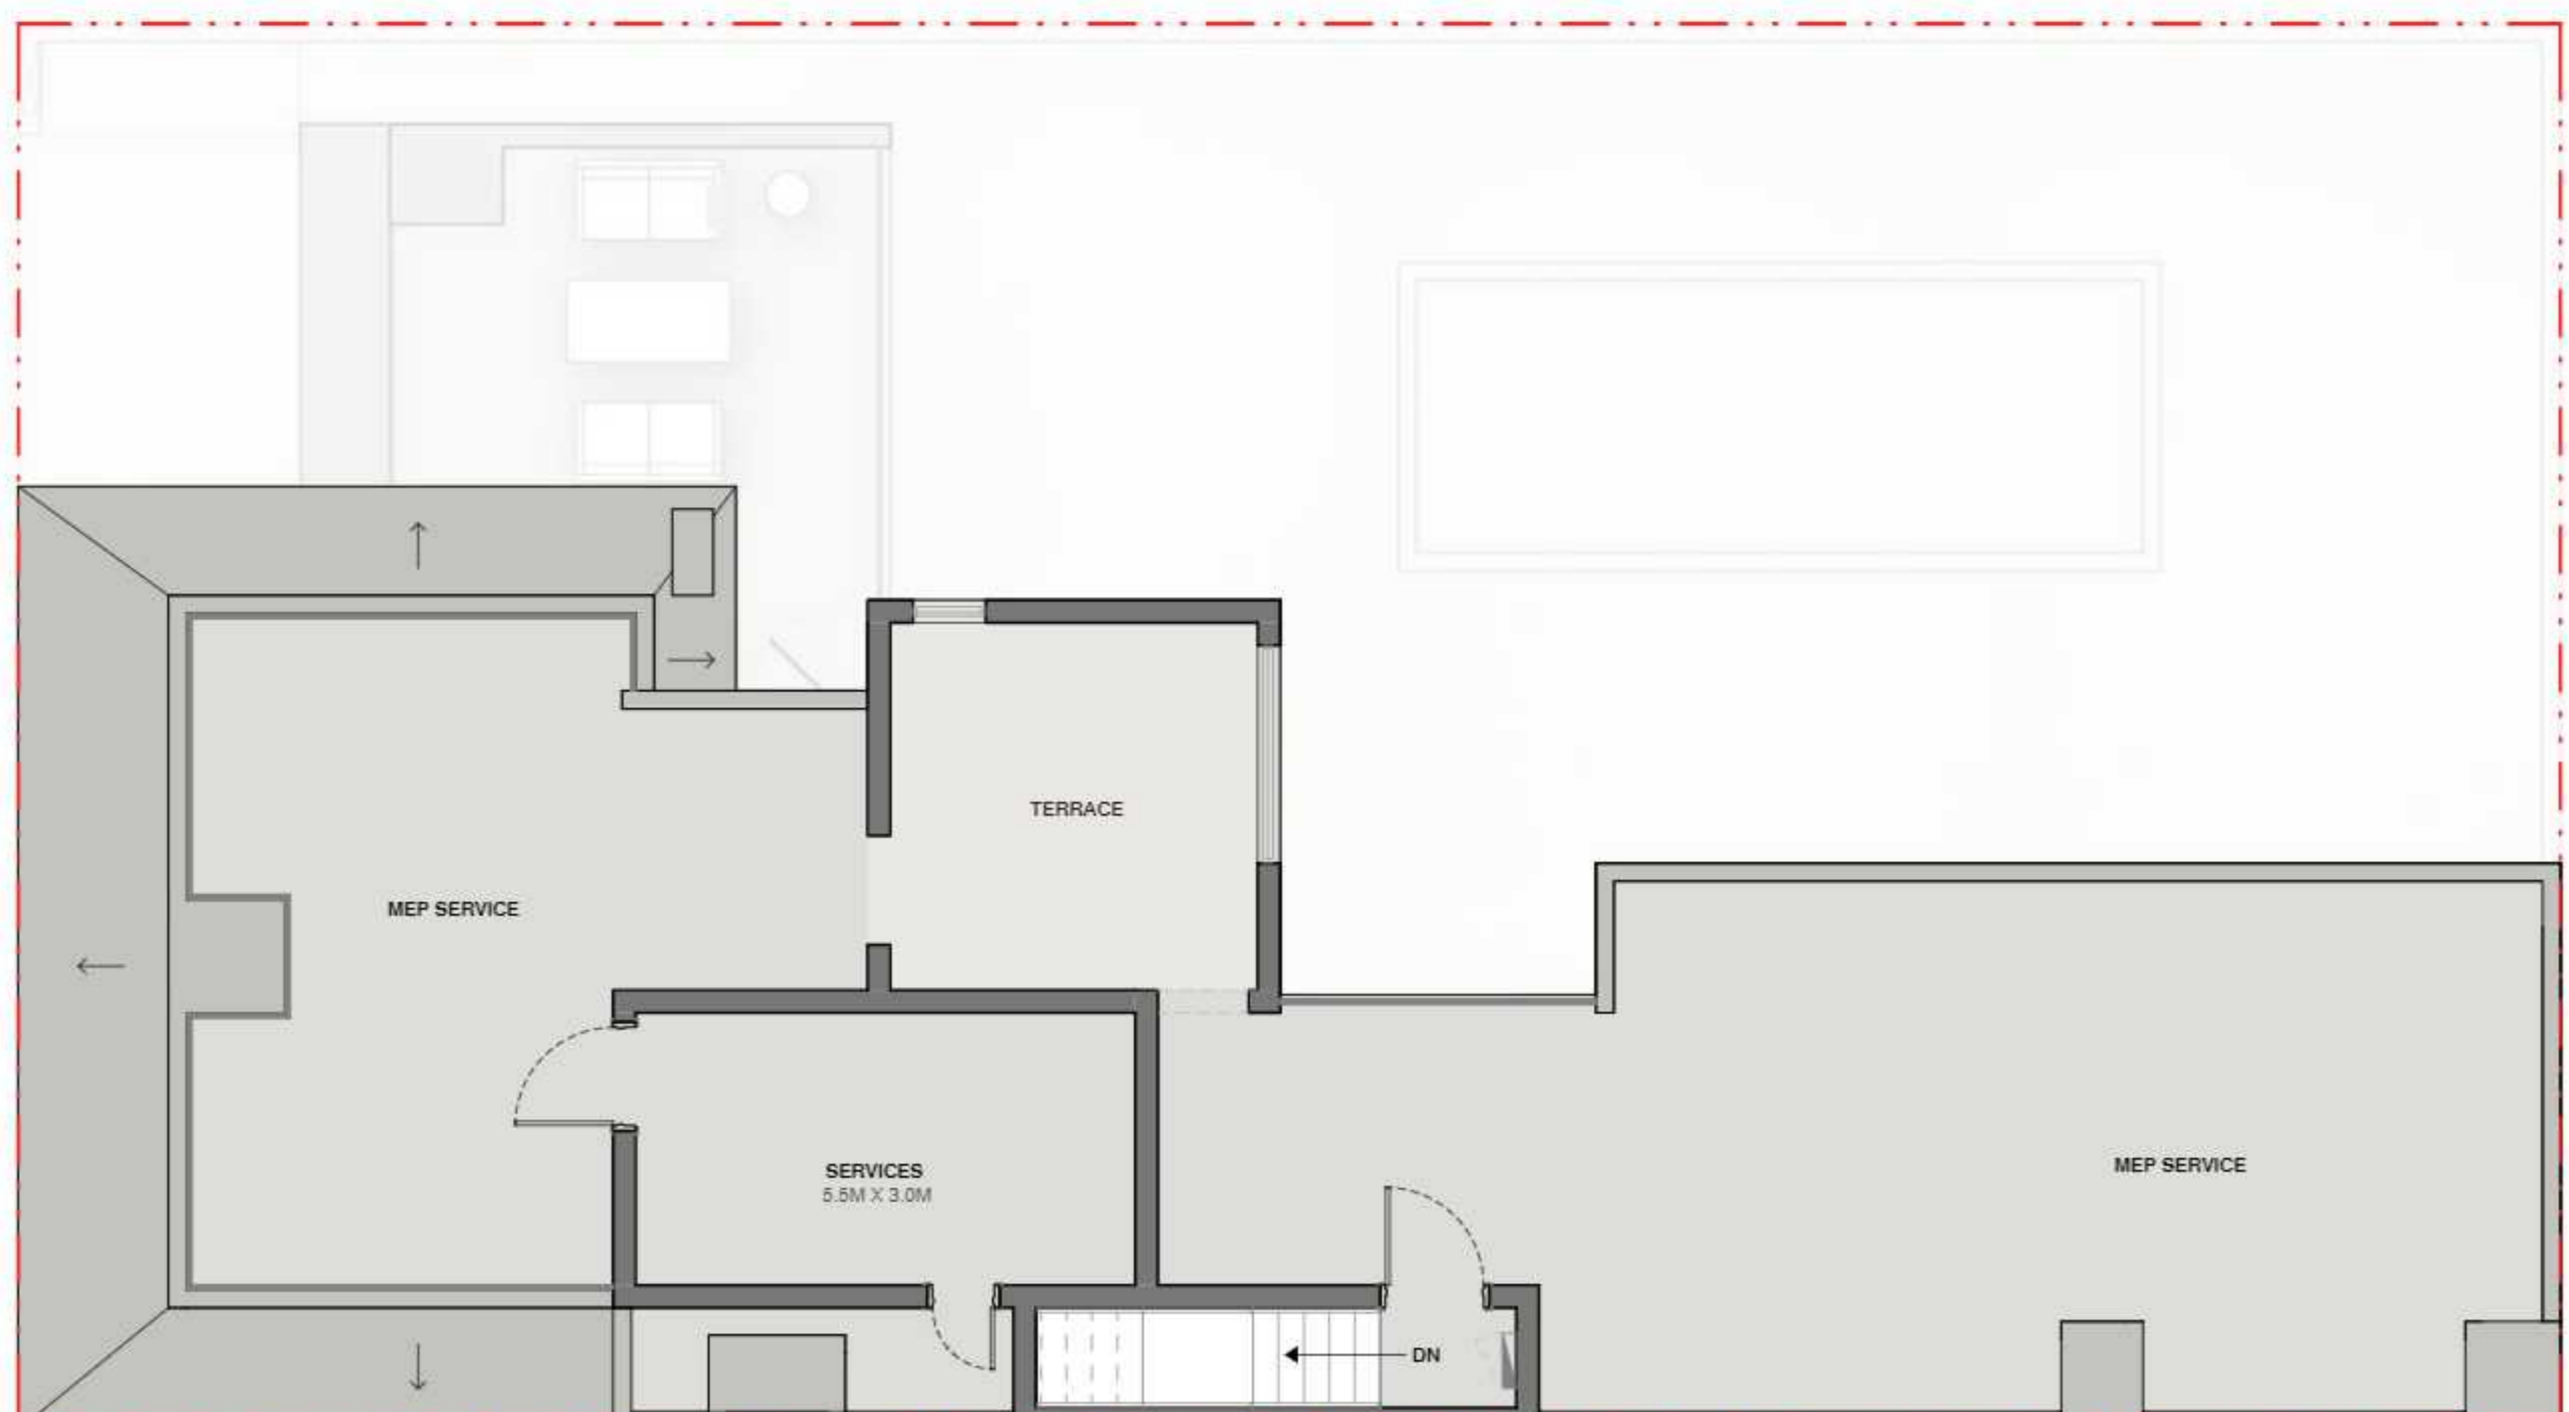 TERRACE
MEP SERVICE
MEP SERVICE
SERVICES
5.5M X 3.0M
DN